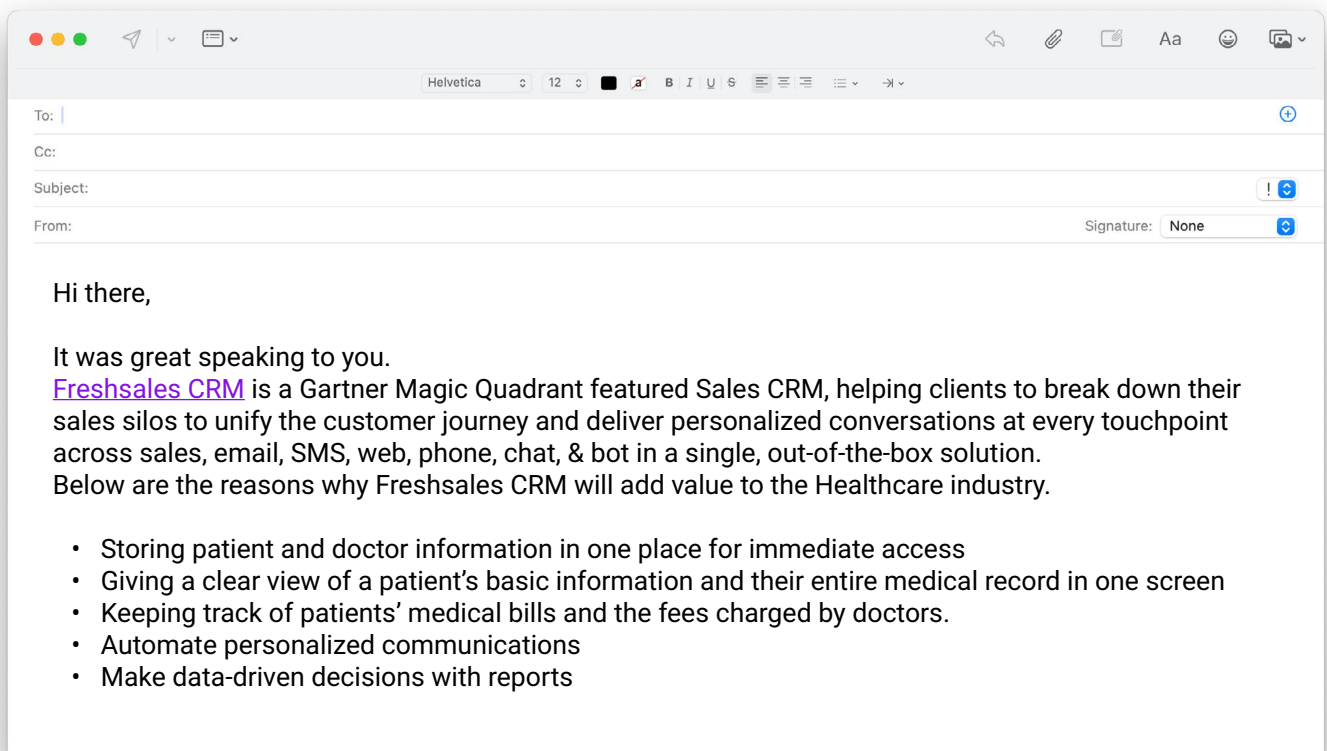 Aa
Helvetica 12 a B I U S
To:
Cc:
Subject: !
From: Signature: None
Hi there,
It was great speaking to you.
Freshsales CRM is a Gartner Magic Quadrant featured Sales CRM, helping clients to break down their
sales silos to unify the customer journey and deliver personalized conversations at every touchpoint
across sales, email, SMS, web, phone, chat, & bot in a single, out-of-the-box solution.
Below are the reasons why Freshsales CRM will add value to the Healthcare industry.
• Storing patient and doctor information in one place for immediate access
• Giving a clear view of a patient’s basic information and their entire medical record in one screen
• Keeping track of patients’ medical bills and the fees charged by doctors.
• Automate personalized communications
• Make data-driven decisions with reports